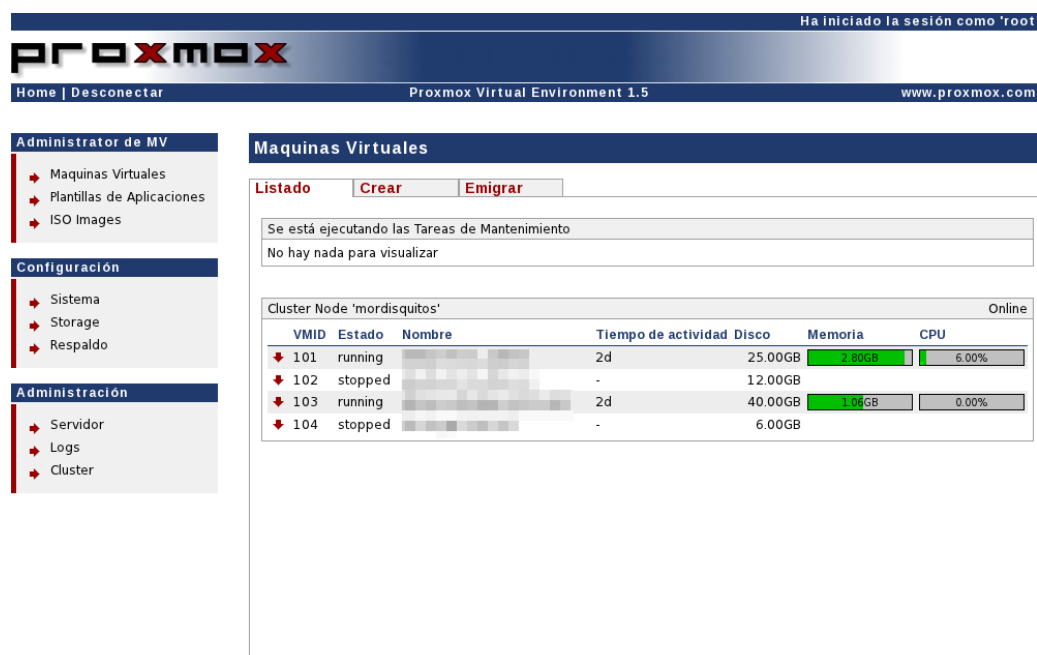 Ha iniciado la sesión como 'root
proxmox
Home | Desconectar Proxmox Virtual Environment 1.5 www.proxmox.com
Administrator de MV
Maquinas Virtuales
Plantillas de Aplicaciones
ISO Images
Configuración
Sistema
Storage
Respaldo
Administración
Servidor
Logs
Cluster
Maquinas Virtuales
Listado Crear Emigrar
Se está ejecutando las Tareas de Mantenimiento
No hay nada para visualizar
Cluster Node 'mordisquitos' Online
VMID Estado Nombre Tiempo de actividad Disco Memoria CPU
101 running 2d 25.00GB 2.80GB 6.00%
102 stopped - 12.00GB
103 running 2d 40.00GB 1.06GB 0.00%
104 stopped - 6.00GB